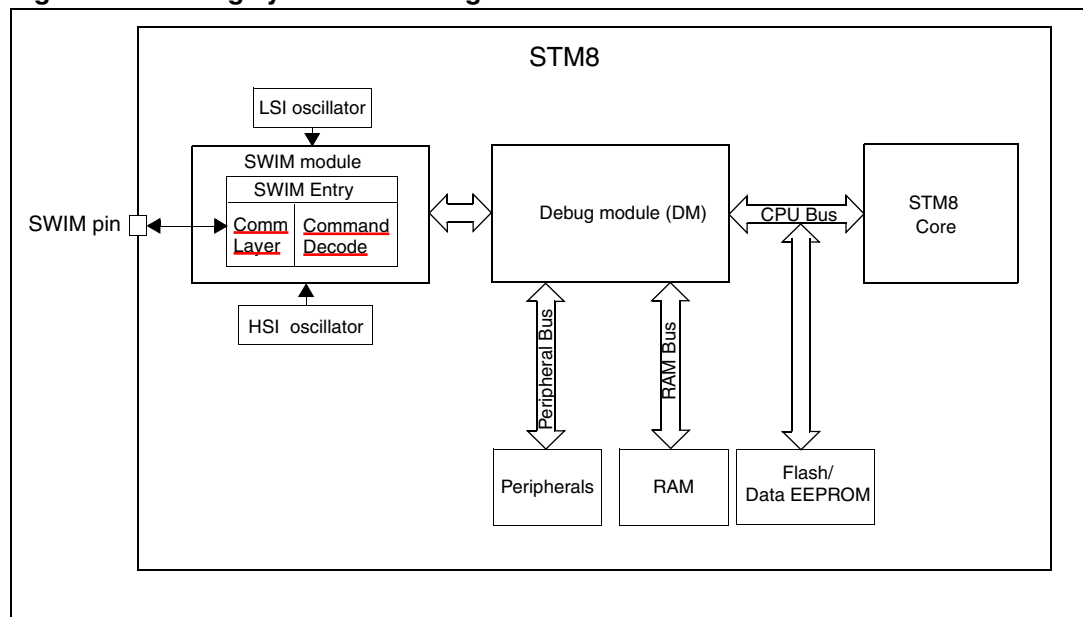 STM8
LSI oscillator
SWIM module
SWIM Entry
SWIM pin
Comm
Layer
Command
Decode
HSI oscillator
Debug module (DM)
CPU Bus
STM8
Core
Peripheral Bus
RAM Bus
Peripherals
RAM
Flash/
Data EEPROM